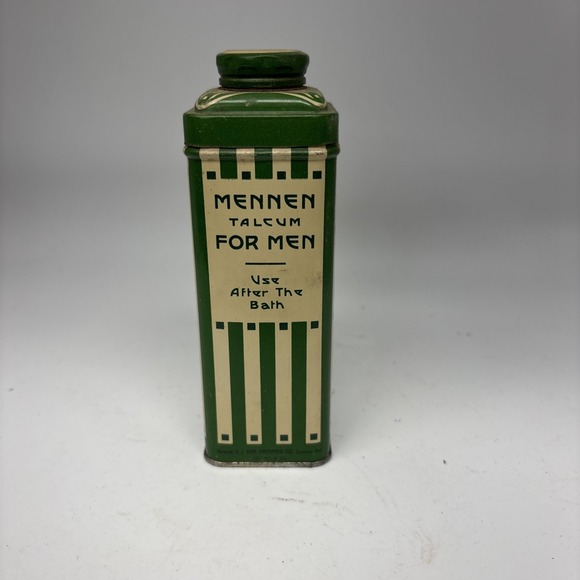 MENNEN
TALCUM
FOR MEN
Use
After The
Bath